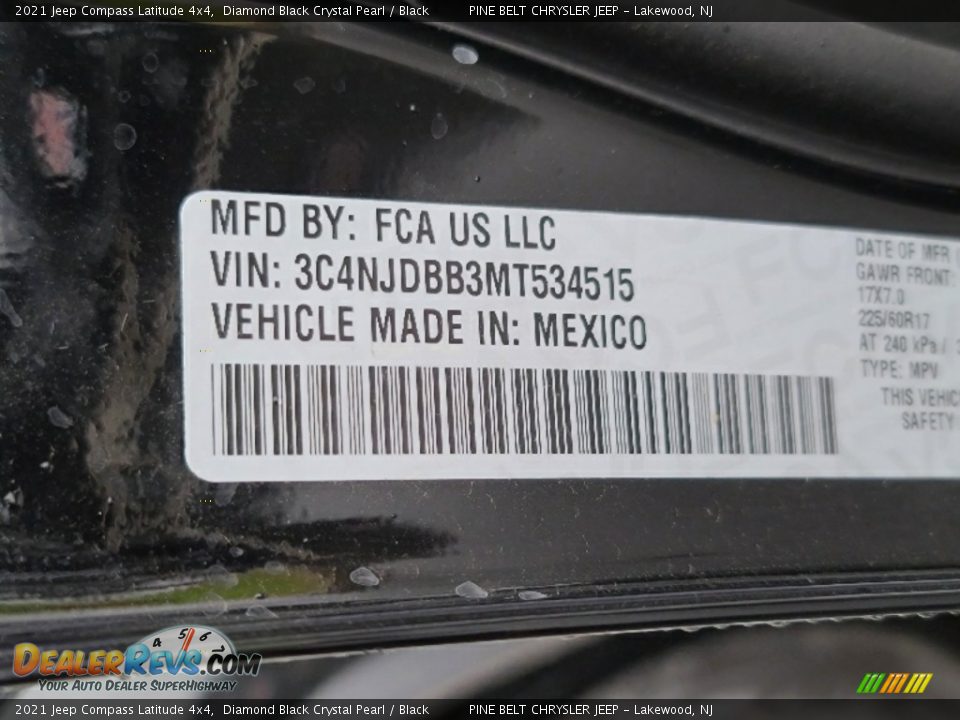 2021 Jeep Compass Latitude 4x4, Diamond Black Crystal Pearl / Black PINE BELT CHRYSLER JEEP - Lakewood, NJ
MFD BY: FCA US LLC
VIN: 3C4NJDBB3MT534515
VEHICLE MADE IN: MEXICO
DATE OF MFR
GAWR FRONT:
17X7.0
225/60R17
AT 240 kPa /
TYPE: MPV
THIS VEHIC
SAFETY
4 5 6
DealerRevs.com
Your Auto Dealer SuperHighway
2021 Jeep Compass Latitude 4x4, Diamond Black Crystal Pearl / Black PINE BELT CHRYSLER JEEP - Lakewood, NJ